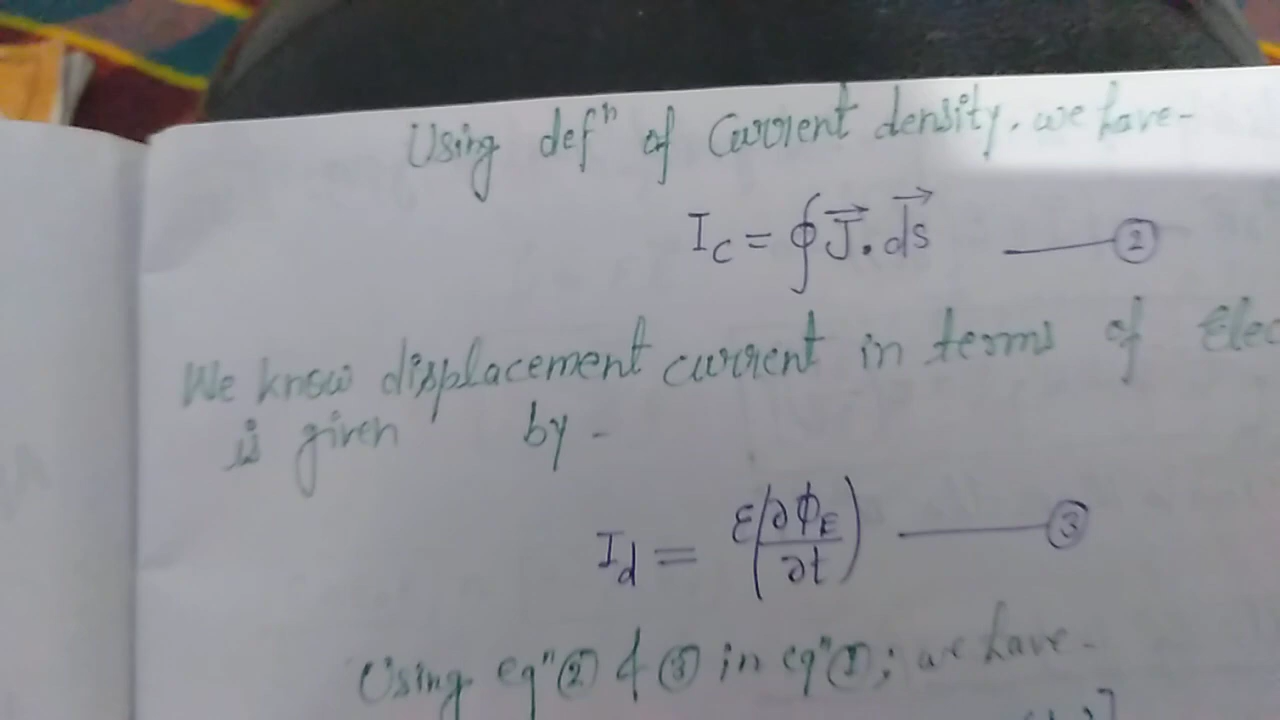 Using defⁿ of Current density, we have-
I_c = ∮ J⃗ . ds⃗ —— ②
We know displacement current in terms of Elec
is given by -
I_d = ε(∂ϕ_E/∂t) —— ③
Using eqⁿ ② & ③ in eqⁿ ①; we have-